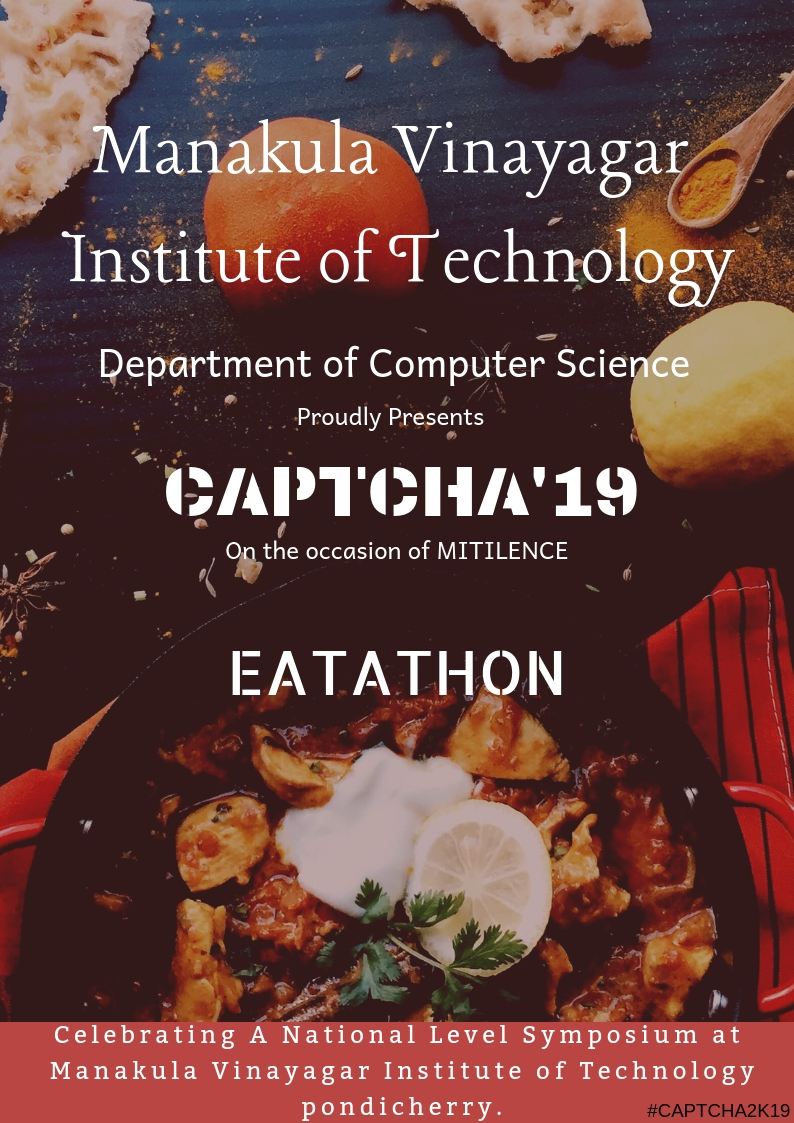 Manakula Vinayagar
Institute of Technology
Department of Computer Science
Proudly Presents
CAPTCHA'19
On the occasion of MITILENCE
EATATHON
Celebrating A National Level Symposium at
Manakula Vinayagar Institute of Technology
pondicherry.
#CAPTCHA2K19